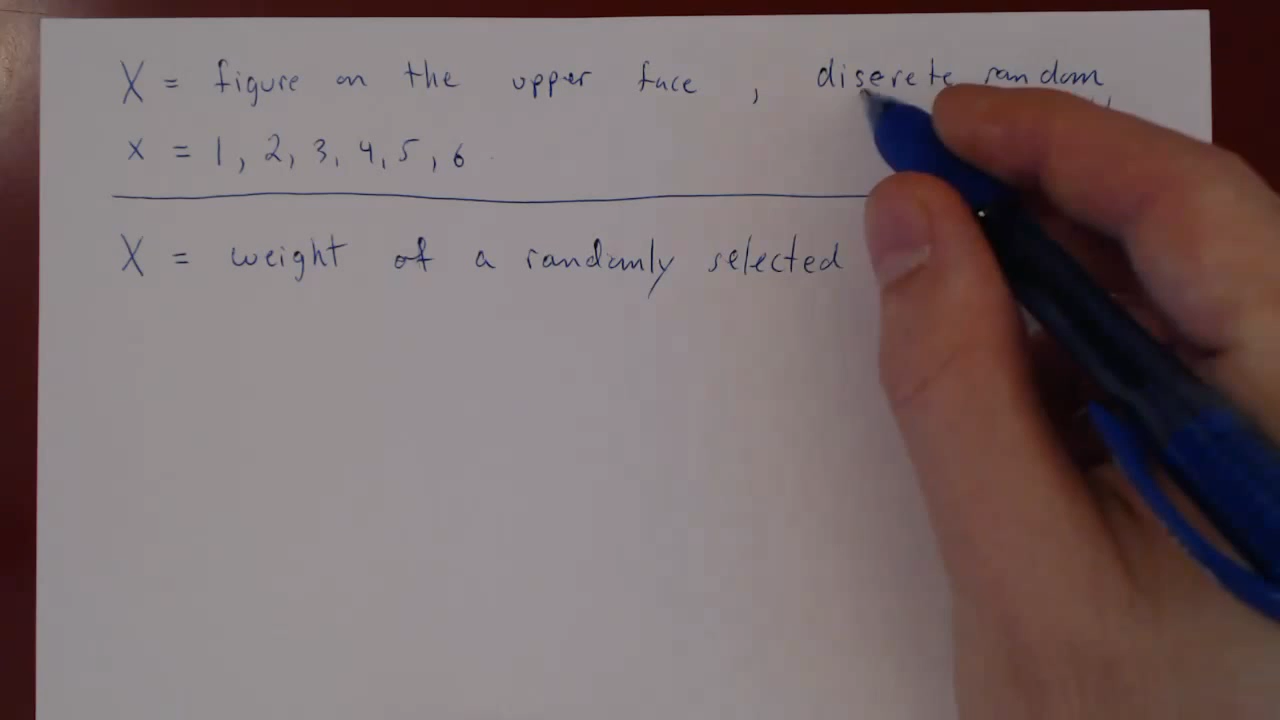 X = figure on the upper face , discrete random
x = 1, 2, 3, 4, 5, 6
X = weight of a randomly selected